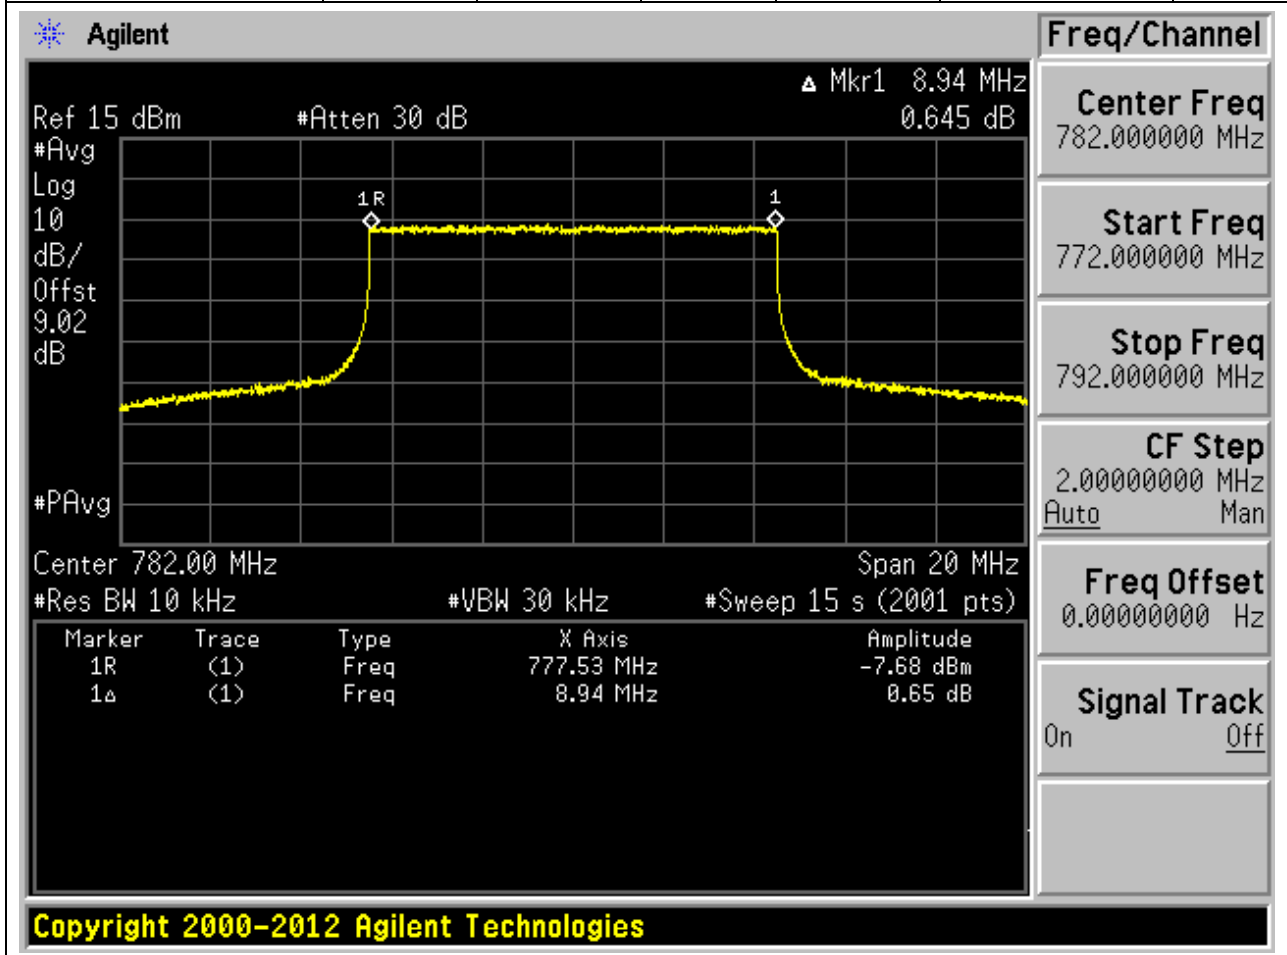 Agilent
Freq/Channel
Δ Mkr1 8.94 MHz
Ref 15 dBm #Atten 30 dB 0.645 dB
#Avg
Log
10
dB/
Offst
9.02
dB
1R
1
#PAvg
Center 782.00 MHz Span 20 MHz
#Res BW 10 kHz #VBW 30 kHz #Sweep 15 s (2001 pts)
Marker Trace Type X Axis Amplitude
1R (1) Freq 777.53 MHz -7.68 dBm
1Δ (1) Freq 8.94 MHz 0.65 dB
Center Freq
782.000000 MHz
Start Freq
772.000000 MHz
Stop Freq
792.000000 MHz
CF Step
2.00000000 MHz
Auto Man
Freq Offset
0.00000000 Hz
Signal Track
On Off
Copyright 2000-2012 Agilent Technologies